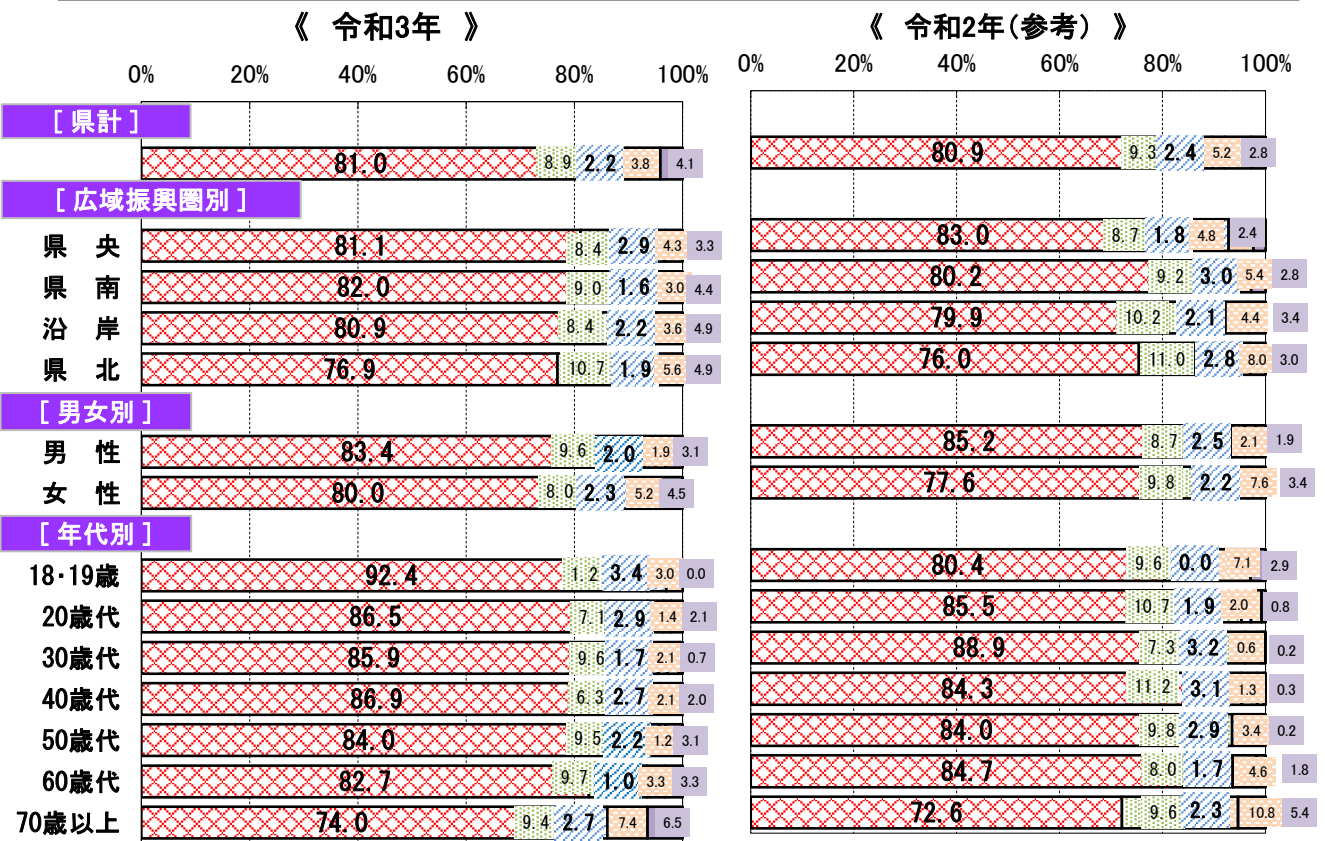 《 令和3年 》
0% 20% 40% 60% 80% 100%
[ 県計 ]
81.0 8.9 2.2 3.8 4.1
[ 広域振興圏別 ]
県 央 81.1 8.4 2.9 4.3 3.3
県 南 82.0 9.0 1.6 3.0 4.4
沿 岸 80.9 8.4 2.2 3.6 4.9
県 北 76.9 10.7 1.9 5.6 4.9
[ 男女別 ]
男 性 83.4 9.6 2.0 1.9 3.1
女 性 80.0 8.0 2.3 5.2 4.5
[ 年代別 ]
18・19歳 92.4 1.2 3.4 3.0 0.0
20歳代 86.5 7.1 2.9 1.4 2.1
30歳代 85.9 9.6 1.7 2.1 0.7
40歳代 86.9 6.3 2.7 2.1 2.0
50歳代 84.0 9.5 2.2 1.2 3.1
60歳代 82.7 9.7 1.0 3.3 3.3
70歳以上 74.0 9.4 2.7 7.4 6.5
《 令和2年(参考) 》
0% 20% 40% 60% 80% 100%
80.9 9.3 2.4 5.2 2.8
83.0 8.7 1.8 4.8 2.4
80.2 9.2 3.0 5.4 2.8
79.9 10.2 2.1 4.4 3.4
76.0 11.0 2.8 8.0 3.0
85.2 8.7 2.5 2.1 1.9
77.6 9.8 2.2 7.6 3.4
80.4 9.6 0.0 7.1 2.9
85.5 10.7 1.9 2.0 0.8
88.9 7.3 3.2 0.6 0.2
84.3 11.2 3.1 1.3 0.3
84.0 9.8 2.9 3.4 0.2
84.7 8.0 1.7 4.6 1.8
72.6 9.6 2.3 10.8 5.4